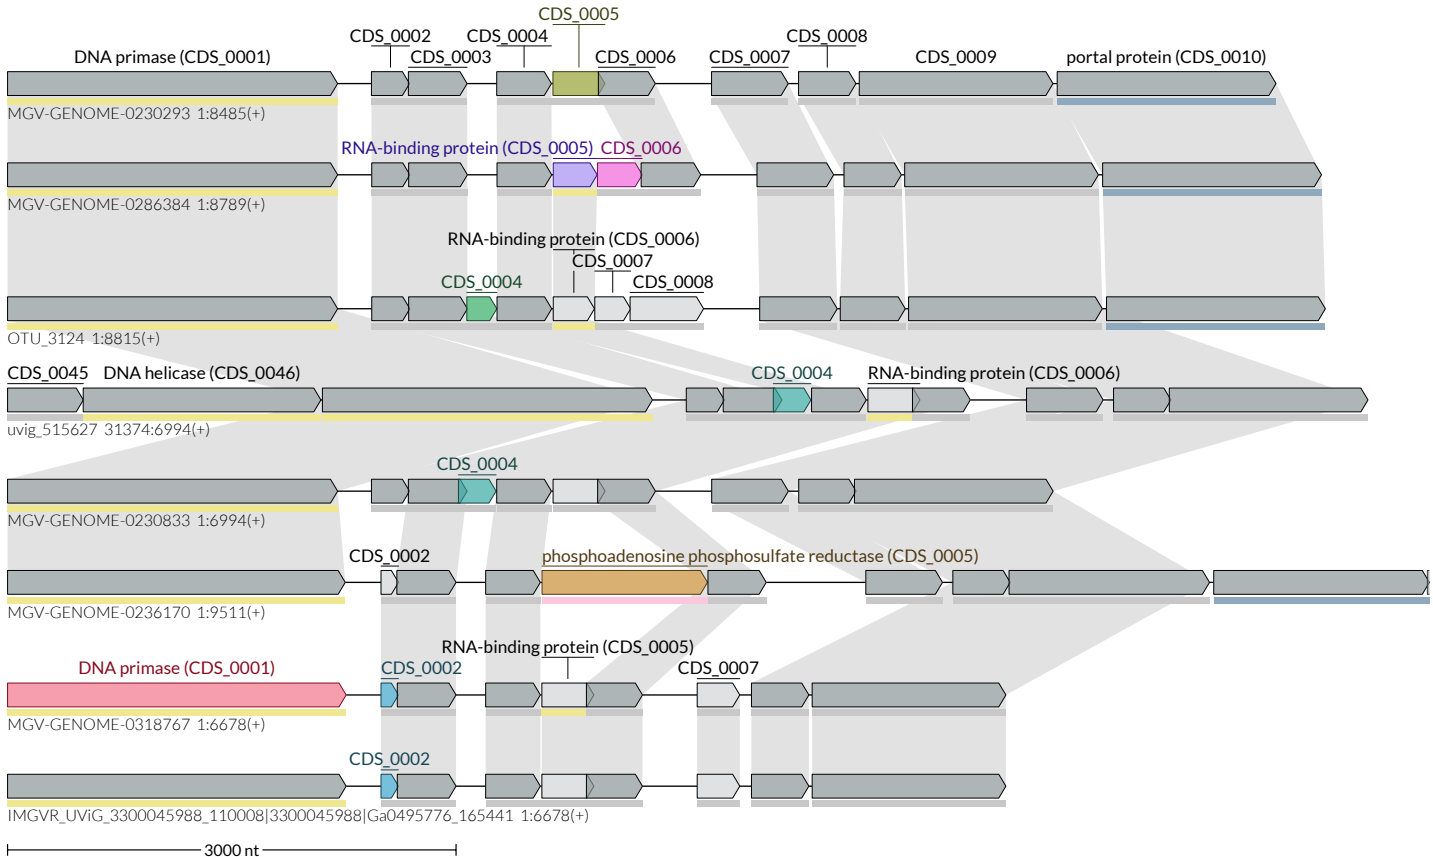 CDS_0005
CDS_0002 CDS_0004 CDS_0008
DNA primase (CDS_0001) CDS_0003 CDS_0006 CDS_0007 CDS_0009 portal protein (CDS_0010)
MGV-GENOME-0230293 1:8485(+)
RNA-binding protein (CDS_0005) CDS_0006
MGV-GENOME-0286384 1:8789(+)
RNA-binding protein (CDS_0006)
CDS_0007
CDS_0004 CDS_0008
OTU_3124 1:8815(+)
CDS_0045 DNA helicase (CDS_0046) CDS_0004 RNA-binding protein (CDS_0006)
uvig_515627 31374:6994(+)
CDS_0004
MGV-GENOME-0230833 1:6994(+)
CDS_0002 phosphoadenosine phosphosulfate reductase (CDS_0005)
MGV-GENOME-0236170 1:9511(+)
RNA-binding protein (CDS_0005)
DNA primase (CDS_0001) CDS_0002 CDS_0007
MGV-GENOME-0318767 1:6678(+)
CDS_0002
IMGVR_UViG_3300045988_110008|3300045988|Ga0495776_165441 1:6678(+)
3000 nt